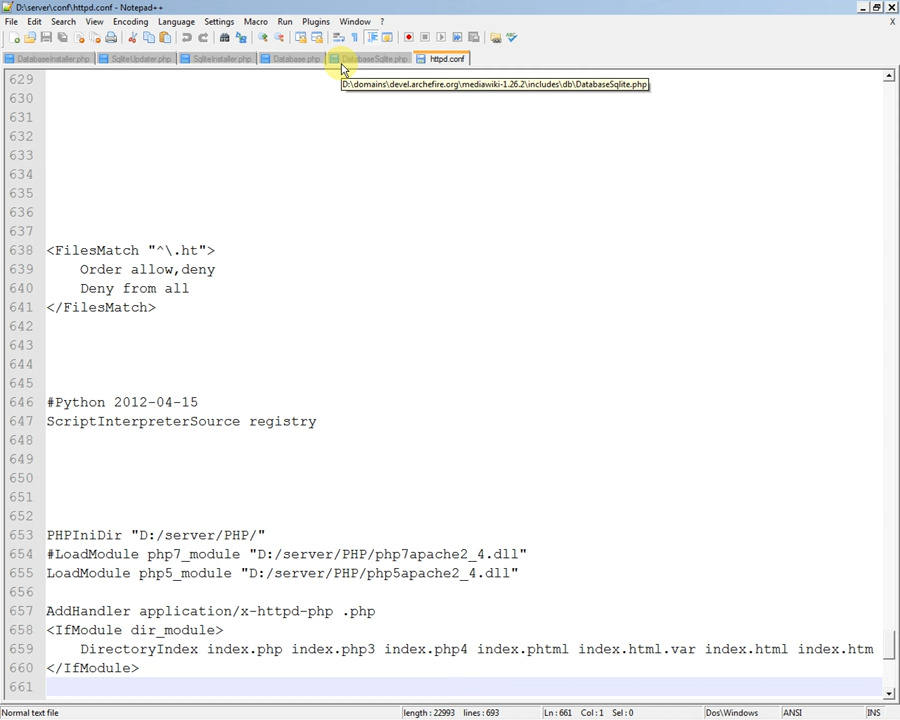 D:\server\conf\httpd.conf - Notepad++
File Edit Search View Encoding Language Settings Macro Run Plugins Window ? X
DatabaseInstaller.php SqliteUpdater.php SqliteInstaller.php Database.php DatabaseSqlite.php httpd.conf
D:\domains\devel.archefire.org\mediawiki-1.26.2\includes\db\DatabaseSqlite.php
629
630
631
632
633
634
635
636
637
638 <FilesMatch "^\.ht">
639 Order allow,deny
640 Deny from all
641 </FilesMatch>
642
643
644
645
646 #Python 2012-04-15
647 ScriptInterpreterSource registry
648
649
650
651
652
653 PHPIniDir "D:/server/PHP/"
654 #LoadModule php7_module "D:/server/PHP/php7apache2_4.dll"
655 LoadModule php5_module "D:/server/PHP/php5apache2_4.dll"
656
657 AddHandler application/x-httpd-php .php
658 <IfModule dir_module>
659 DirectoryIndex index.php index.php3 index.php4 index.phtml index.html.var index.html index.htm
660 </IfModule>
661
Normal text file length : 22993 lines : 693 Ln : 661 Col : 1 Sel : 0 Dos\Windows ANSI INS